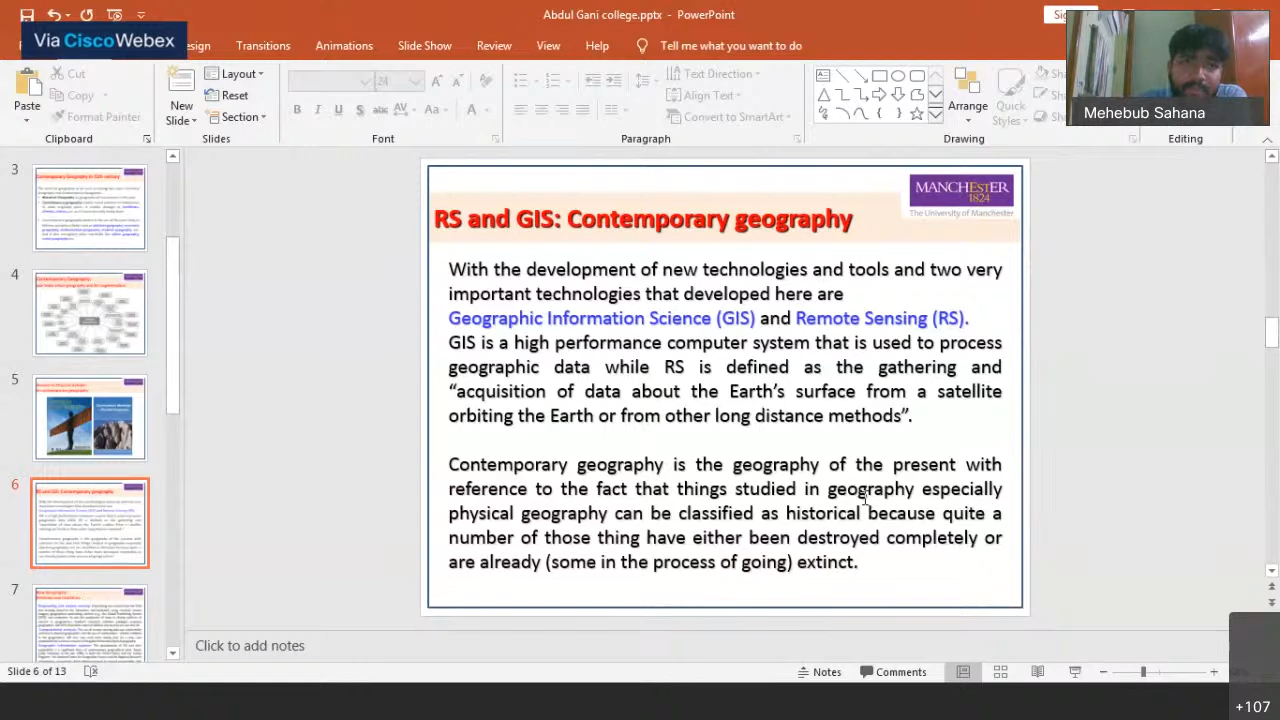 Abdul Gani college.pptx - PowerPoint
Via Cisco Webex
Transitions
Animations
Slide Show
Review
View
Help
Tell me what you want to do
Mehebub Sahana
Paste
Cut
Copy
Format Painter
Clipboard
New
Slide
Layout
Reset
Section
Slides
24
Font
Text Direction
Align Text
Convert to SmartArt
Paragraph
Arrange
Quick
Styles
Drawing
Editing
3
4
5
6
7
MANCHESTER
1824
The University of Manchester
RS and GIS: Contemporary geography
With the development of new technologies and tools and two very
important technologies that developed here are
Geographic Information Science (GIS) and Remote Sensing (RS).
GIS is a high performance computer system that is used to process
geographic data while RS is defined as the gathering and
“acquisition of data about the Earth’s surface from a satellite
orbiting the Earth or from other long distance methods”.
Contemporary geography is the geography of the present with
reference to the fact that things studied in geography especially
physical geography can be classified as historical because quite a
number of those thing have either been destroyed completely or
are already (some in the process of going) extinct.
Click to add notes
Slide 6 of 13
Notes
Comments
+107